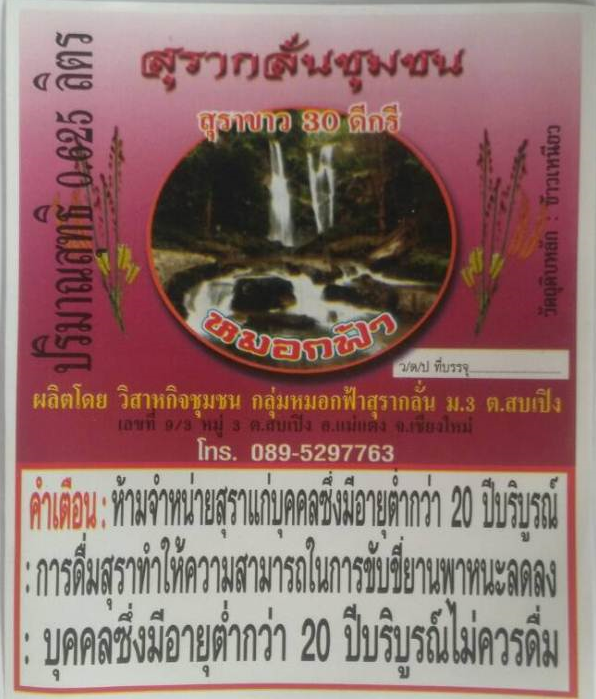 สุรากลั่นชุมชน
สุราขาว 30 ดีกรี
ปริมาณสุทธิ 0.625 ลิตร
วัตถุดิบหลัก : ข้าวเหนียว
หมอกฟ้า
ว/ด/ป ที่บรรจุ
ผลิตโดย วิสาหกิจชุมชน กลุ่มหมอกฟ้าสุรากลั่น ม.3 ต.สบเปิง
เลขที่ 9/3 หมู่ 3 ต.สบเปิง อ.แม่แตง จ.เชียงใหม่
โทร. 089-5297763
คำเตือน : ห้ามจำหน่ายสุราแก่บุคคลซึ่งมีอายุต่ำกว่า 20 ปีบริบูรณ์
: การดื่มสุราทำให้ความสามารถในการขับขี่ยานพาหนะลดลง
: บุคคลซึ่งมีอายุต่ำกว่า 20 ปีบริบูรณ์ไม่ควรดื่ม